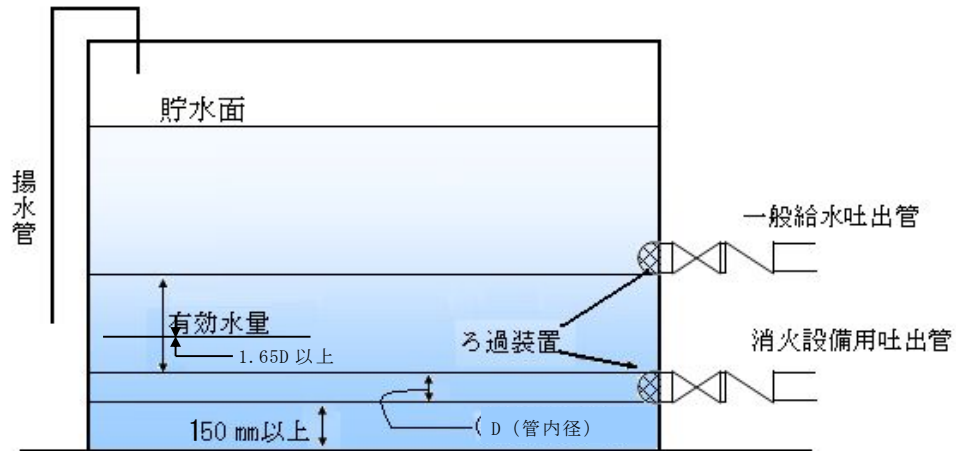 貯水面
揚水管
一般給水吐出管
有効水量
ろ過装置
消火設備用吐出管
1.65D 以上
150 mm以上
D (管内径)